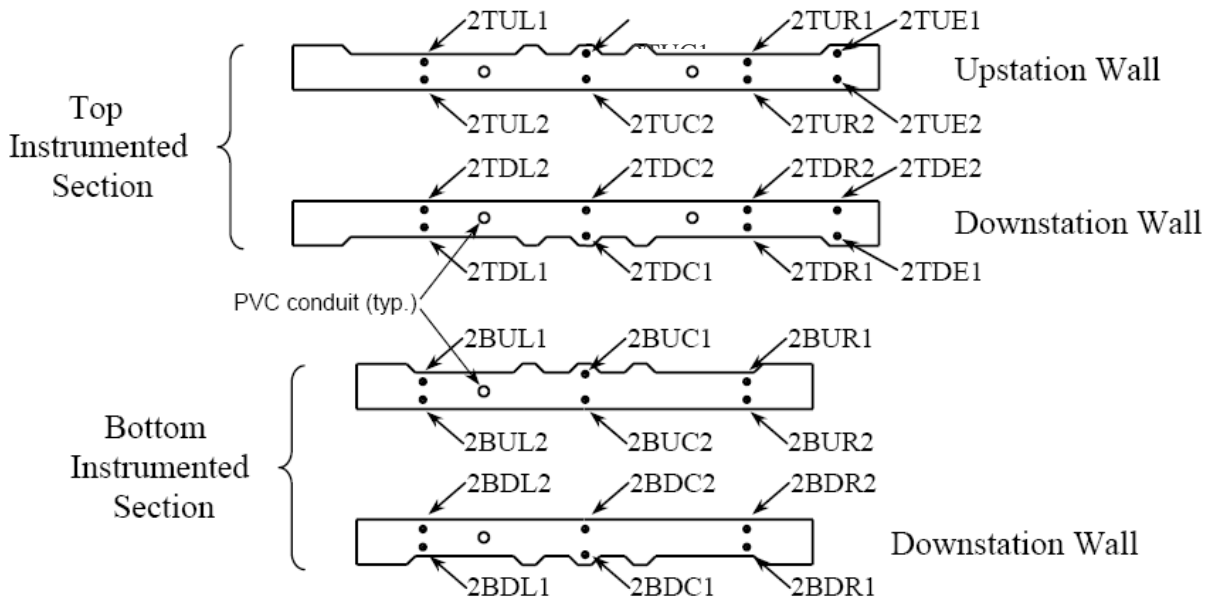 2TUL1
2TUR1
2TUE1
Upstation Wall
Top
Instrumented
Section
2TUL2
2TUC2
2TUR2
2TUE2
2TDL2
2TDC2
2TDR2
2TDE2
Downstation Wall
2TDL1
2TDC1
2TDR1
2TDE1
PVC conduit (typ.)
2BUL1
2BUC1
2BUR1
Bottom
Instrumented
Section
2BUL2
2BUC2
2BUR2
2BDL2
2BDC2
2BDR2
Downstation Wall
2BDL1
2BDC1
2BDR1